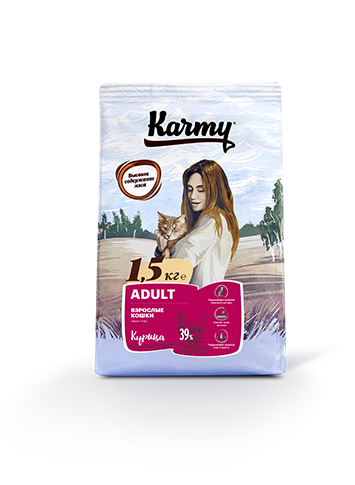 Karmy
Высокое
содержание
мяса
1,5 кг e
ADULT
ВЗРОСЛЫЕ
КОШКИ
Курица
39%